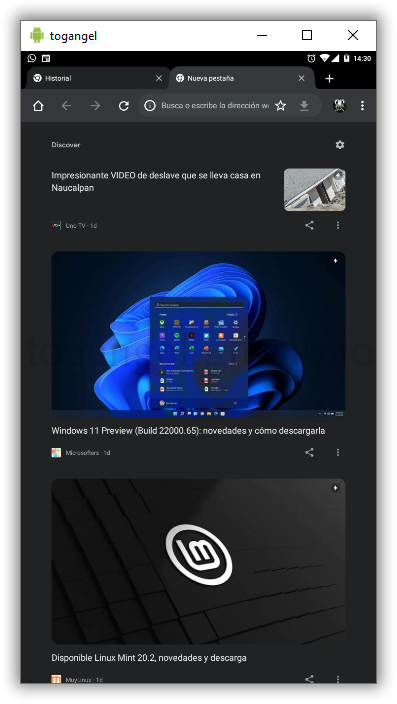 togangel
14:30
Historial
Nueva pestaña
Busca o escribe la dirección we
Discover
Impresionante VIDEO de deslave que se lleva casa en
Naucalpan
Uno TV · 1d
Windows 11 Preview (Build 22000.65): novedades y cómo descargarla
Microsofters · 1d
Disponible Linux Mint 20.2, novedades y descarga
MuyLinux · 1d